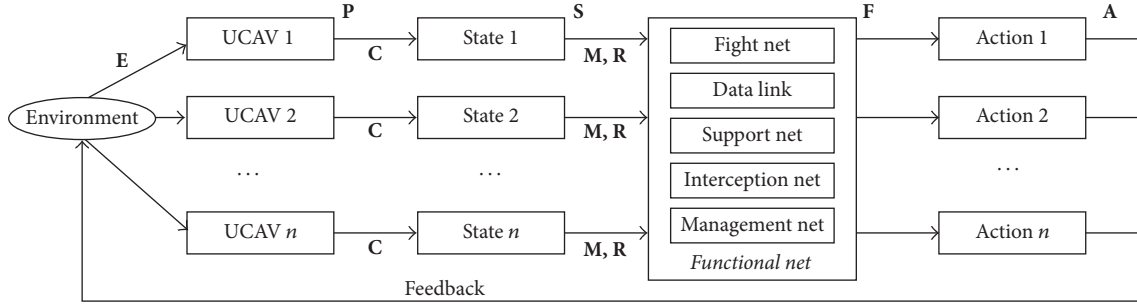 P
S
F
A
UCAV 1
State 1
Fight net
Action 1
E
C
M, R
Data link
Environment
UCAV 2
State 2
Action 2
C
M, R
Support net
...
...
...
Interception net
UCAV n
State n
Management net
Action n
C
M, R
Functional net
Feedback